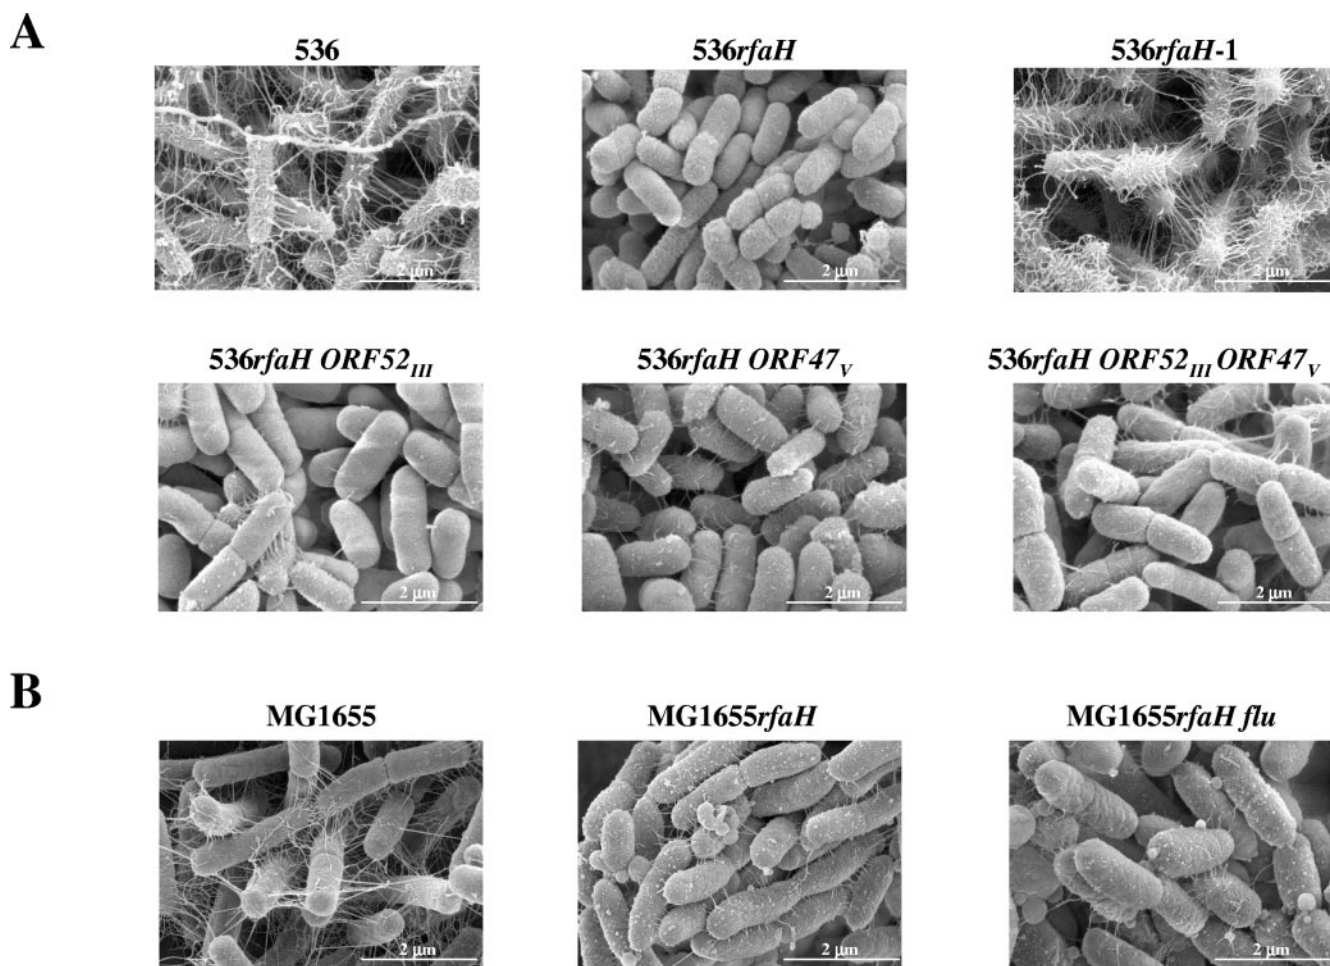 A
536
536rfaH
536rfaH-1
2 μm
2 μm
2 μm
536rfaH ORF52III
536rfaH ORF47V
536rfaH ORF52III ORF47V
2 μm
2 μm
2 μm
B
MG1655
MG1655rfaH
MG1655rfaH flu
2 μm
2 μm
2 μm